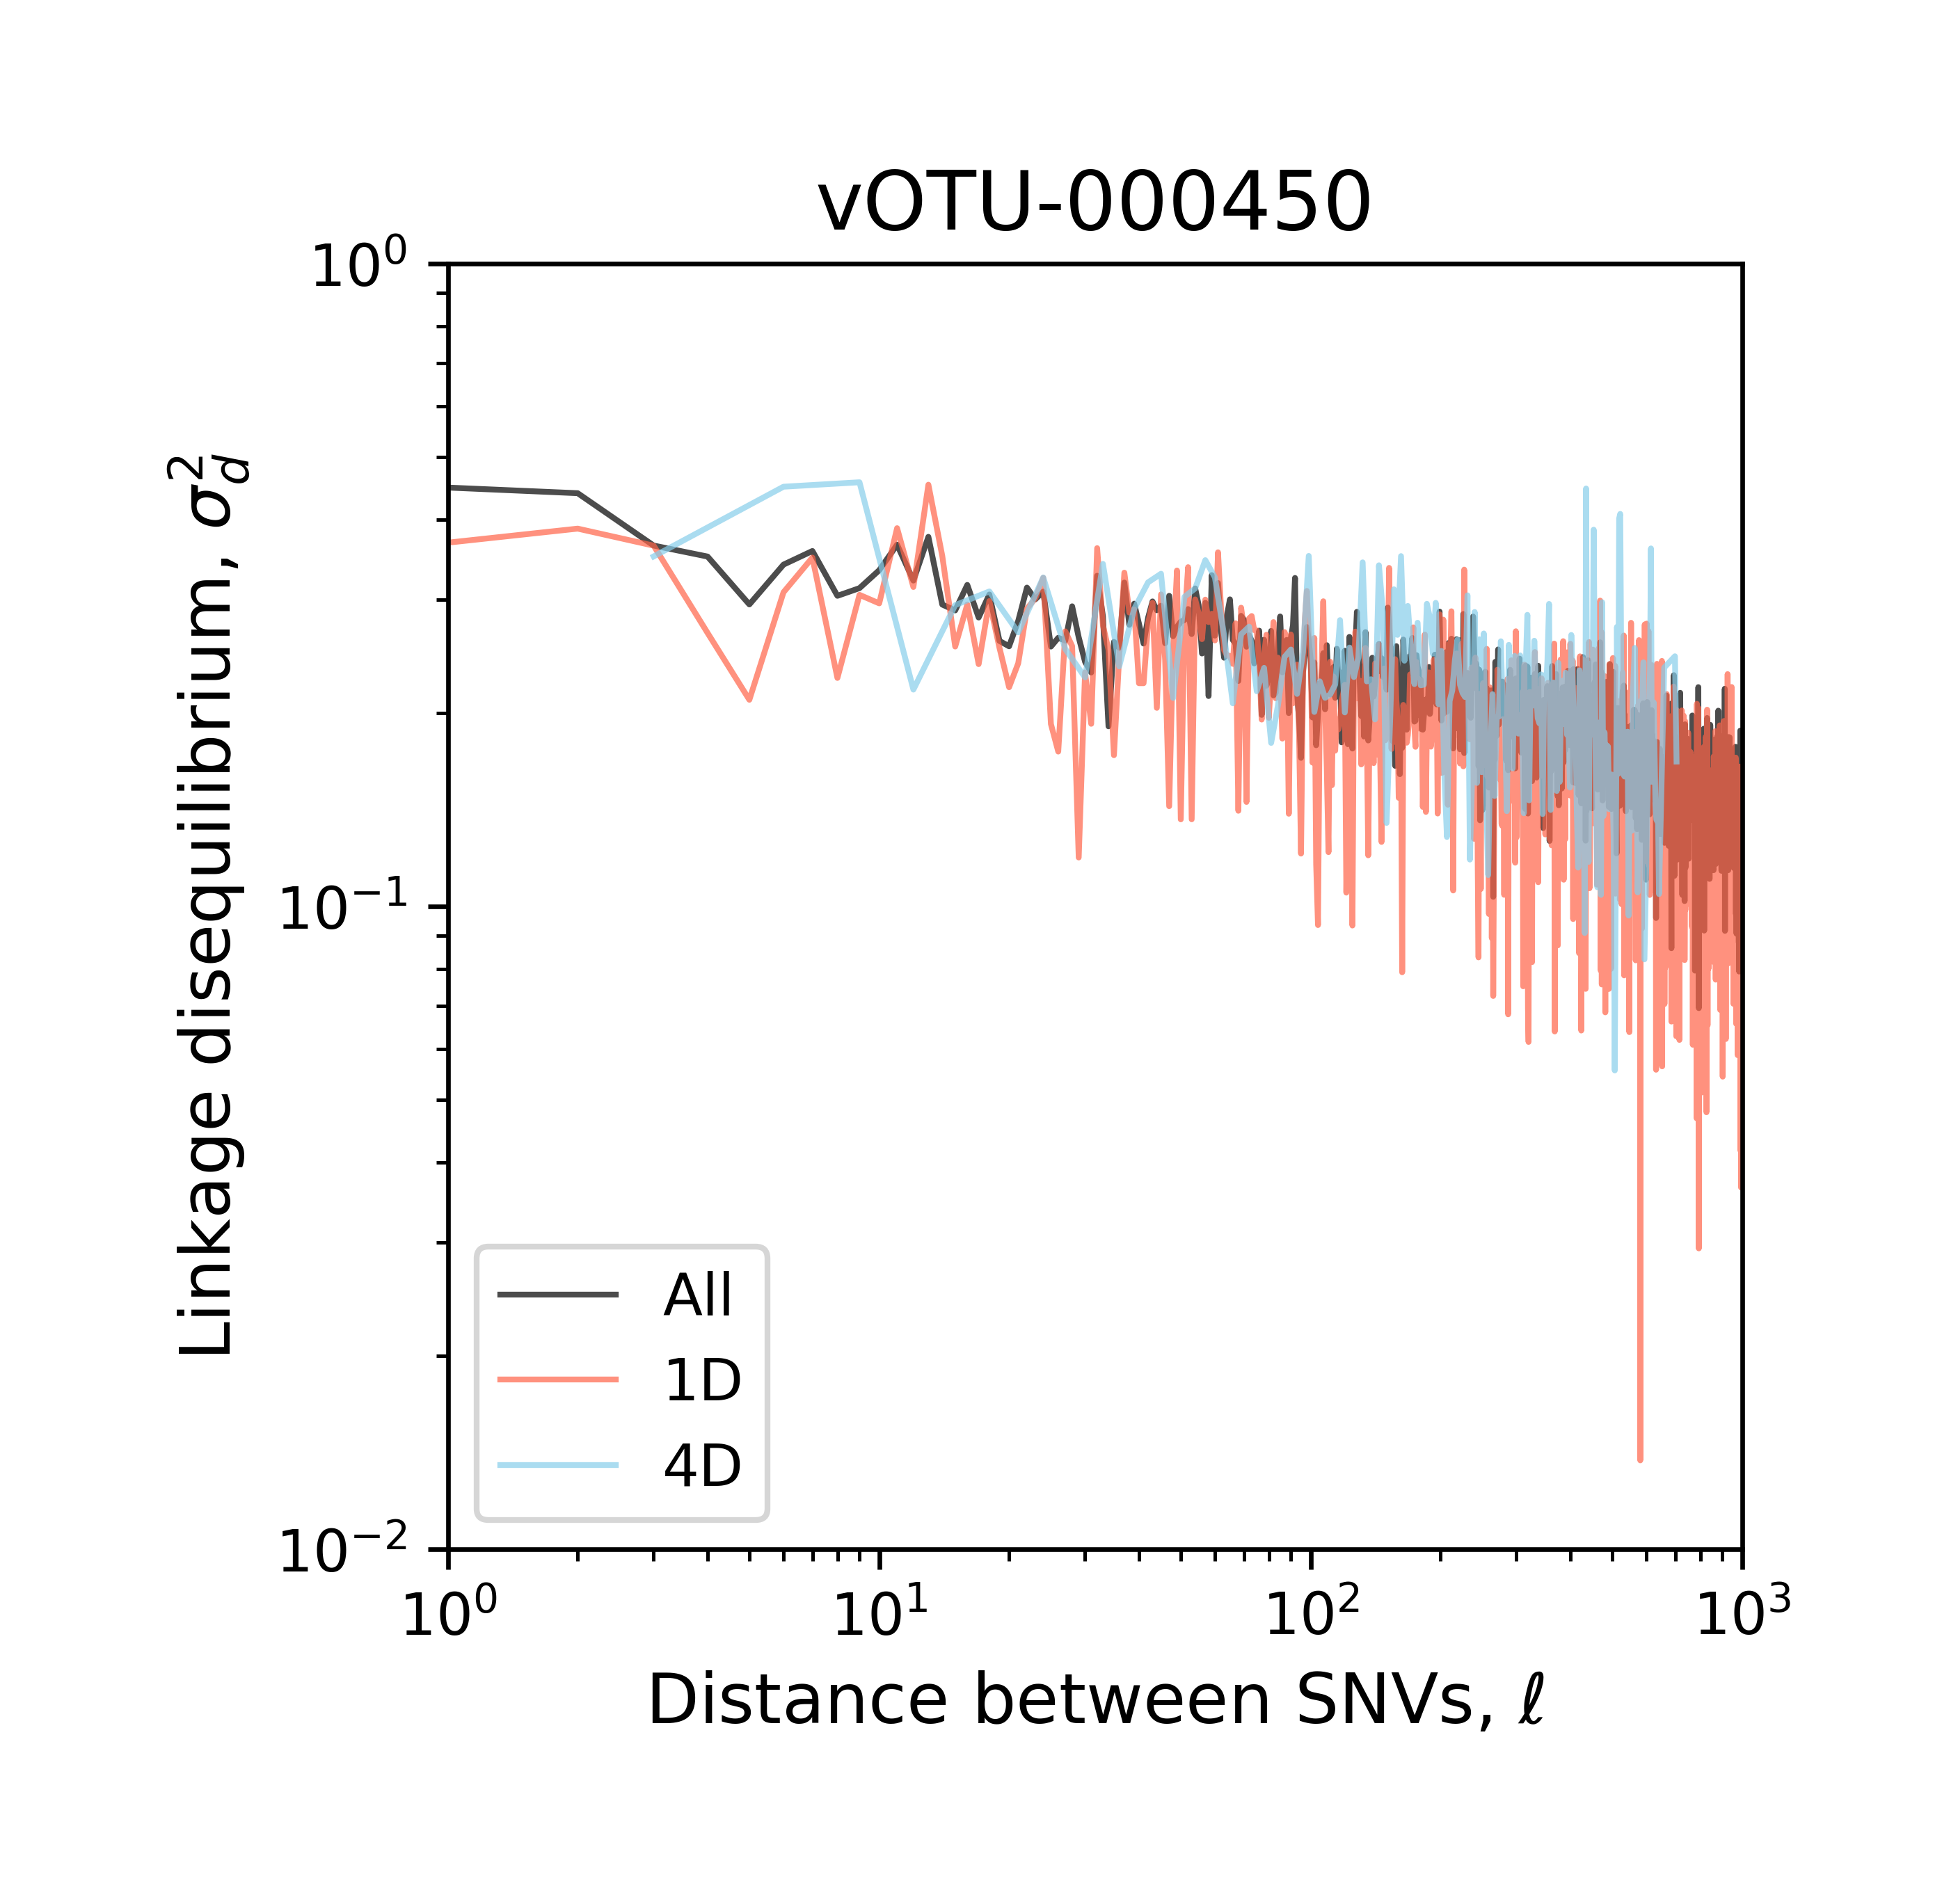 vOTU-000450
10⁰
10⁻¹
10⁻²
Linkage disequilibrium, σ²_d
All
1D
4D
10⁰ 10¹ 10² 10³
Distance between SNVs, ℓ